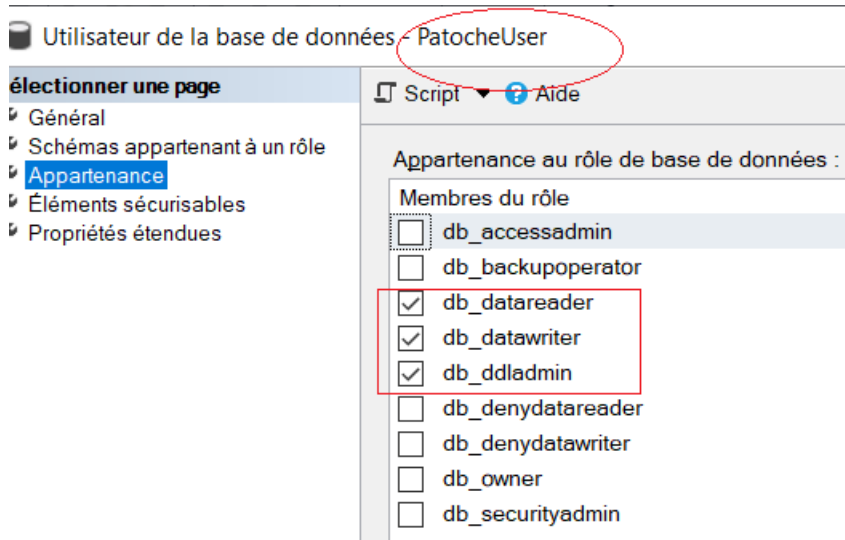 Utilisateur de la base de données - PatocheUser
électionner une page
Général
Schémas appartenant à un rôle
Appartenance
Éléments sécurisables
Propriétés étendues
Script
Aide
Appartenance au rôle de base de données :
Membres du rôle
db_accessadmin
db_backupoperator
db_datareader
db_datawriter
db_ddladmin
db_denydatareader
db_denydatawriter
db_owner
db_securityadmin